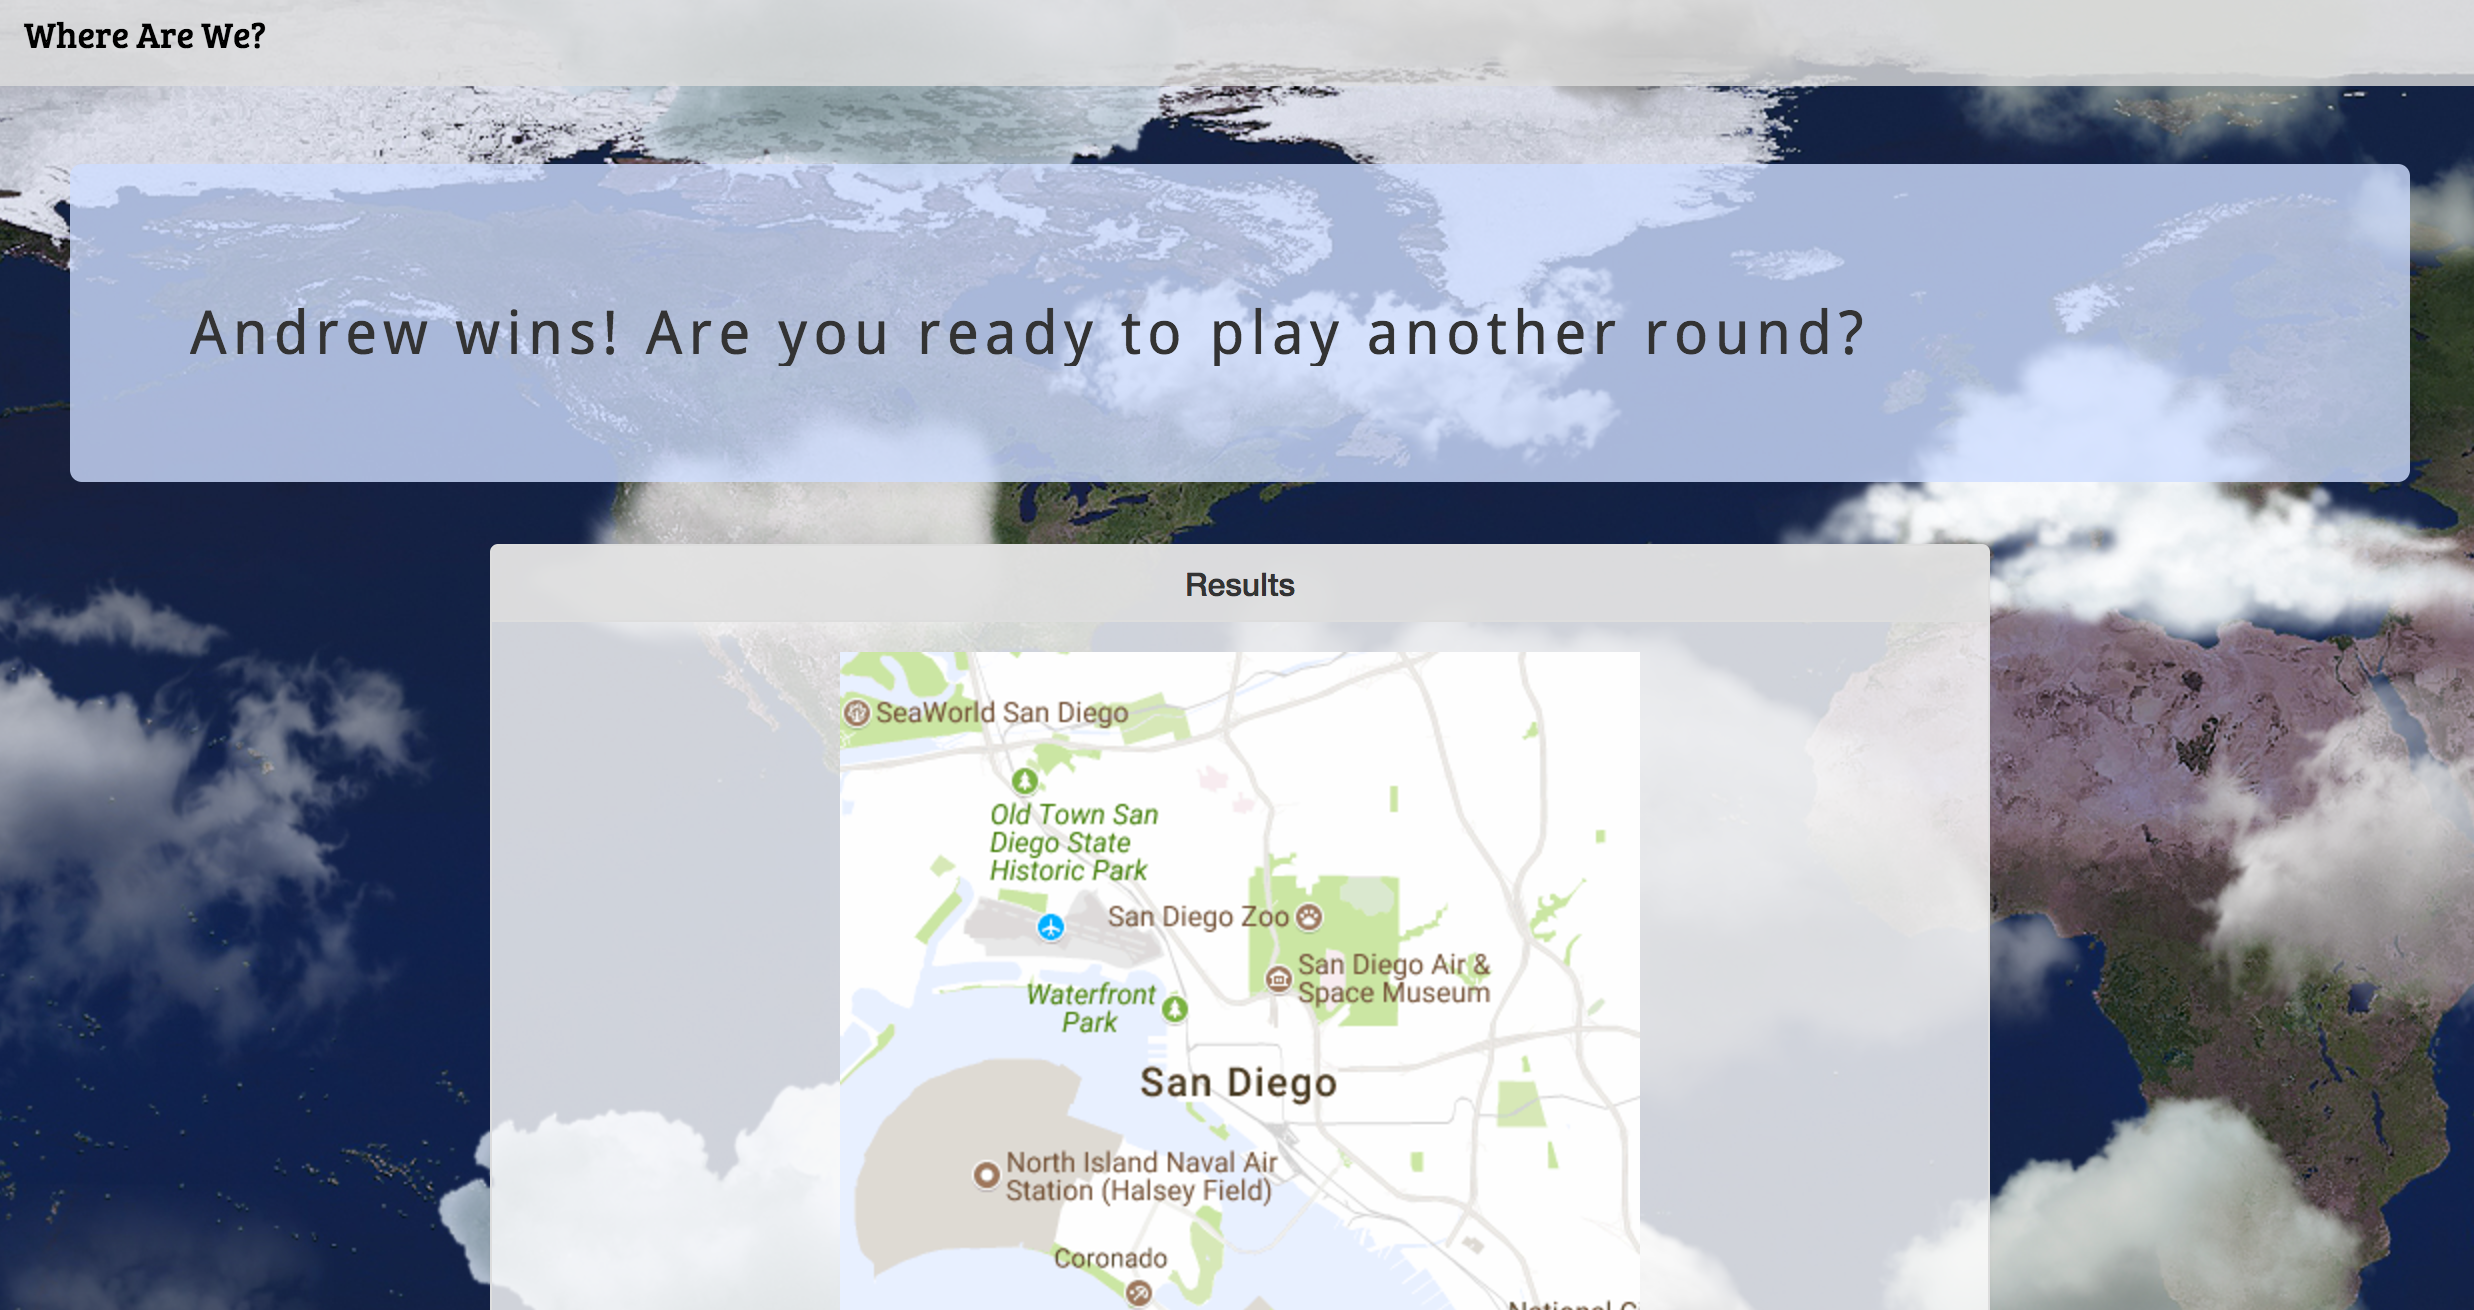 Where Are We?
Andrew wins! Are you ready to play another round?
Results
SeaWorld San Diego
Old Town San
Diego State
Historic Park
San Diego Zoo
San Diego Air &
Space Museum
Waterfront
Park
San Diego
North Island Naval Air
Station (Halsey Field)
Coronado
National